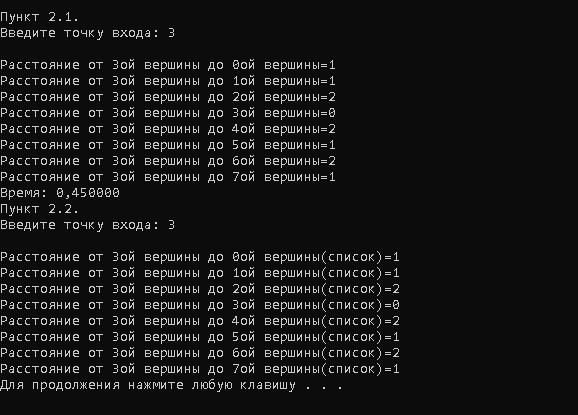 Пункт 2.1.
Введите точку входа: 3
Расстояние от 3ой вершины до 0ой вершины=1
Расстояние от 3ой вершины до 1ой вершины=1
Расстояние от 3ой вершины до 2ой вершины=2
Расстояние от 3ой вершины до 3ой вершины=0
Расстояние от 3ой вершины до 4ой вершины=2
Расстояние от 3ой вершины до 5ой вершины=1
Расстояние от 3ой вершины до 6ой вершины=2
Расстояние от 3ой вершины до 7ой вершины=1
Время: 0,450000
Пункт 2.2.
Введите точку входа: 3
Расстояние от 3ой вершины до 0ой вершины(список)=1
Расстояние от 3ой вершины до 1ой вершины(список)=1
Расстояние от 3ой вершины до 2ой вершины(список)=2
Расстояние от 3ой вершины до 3ой вершины(список)=0
Расстояние от 3ой вершины до 4ой вершины(список)=2
Расстояние от 3ой вершины до 5ой вершины(список)=1
Расстояние от 3ой вершины до 6ой вершины(список)=2
Расстояние от 3ой вершины до 7ой вершины(список)=1
Для продолжения нажмите любую клавишу . . .